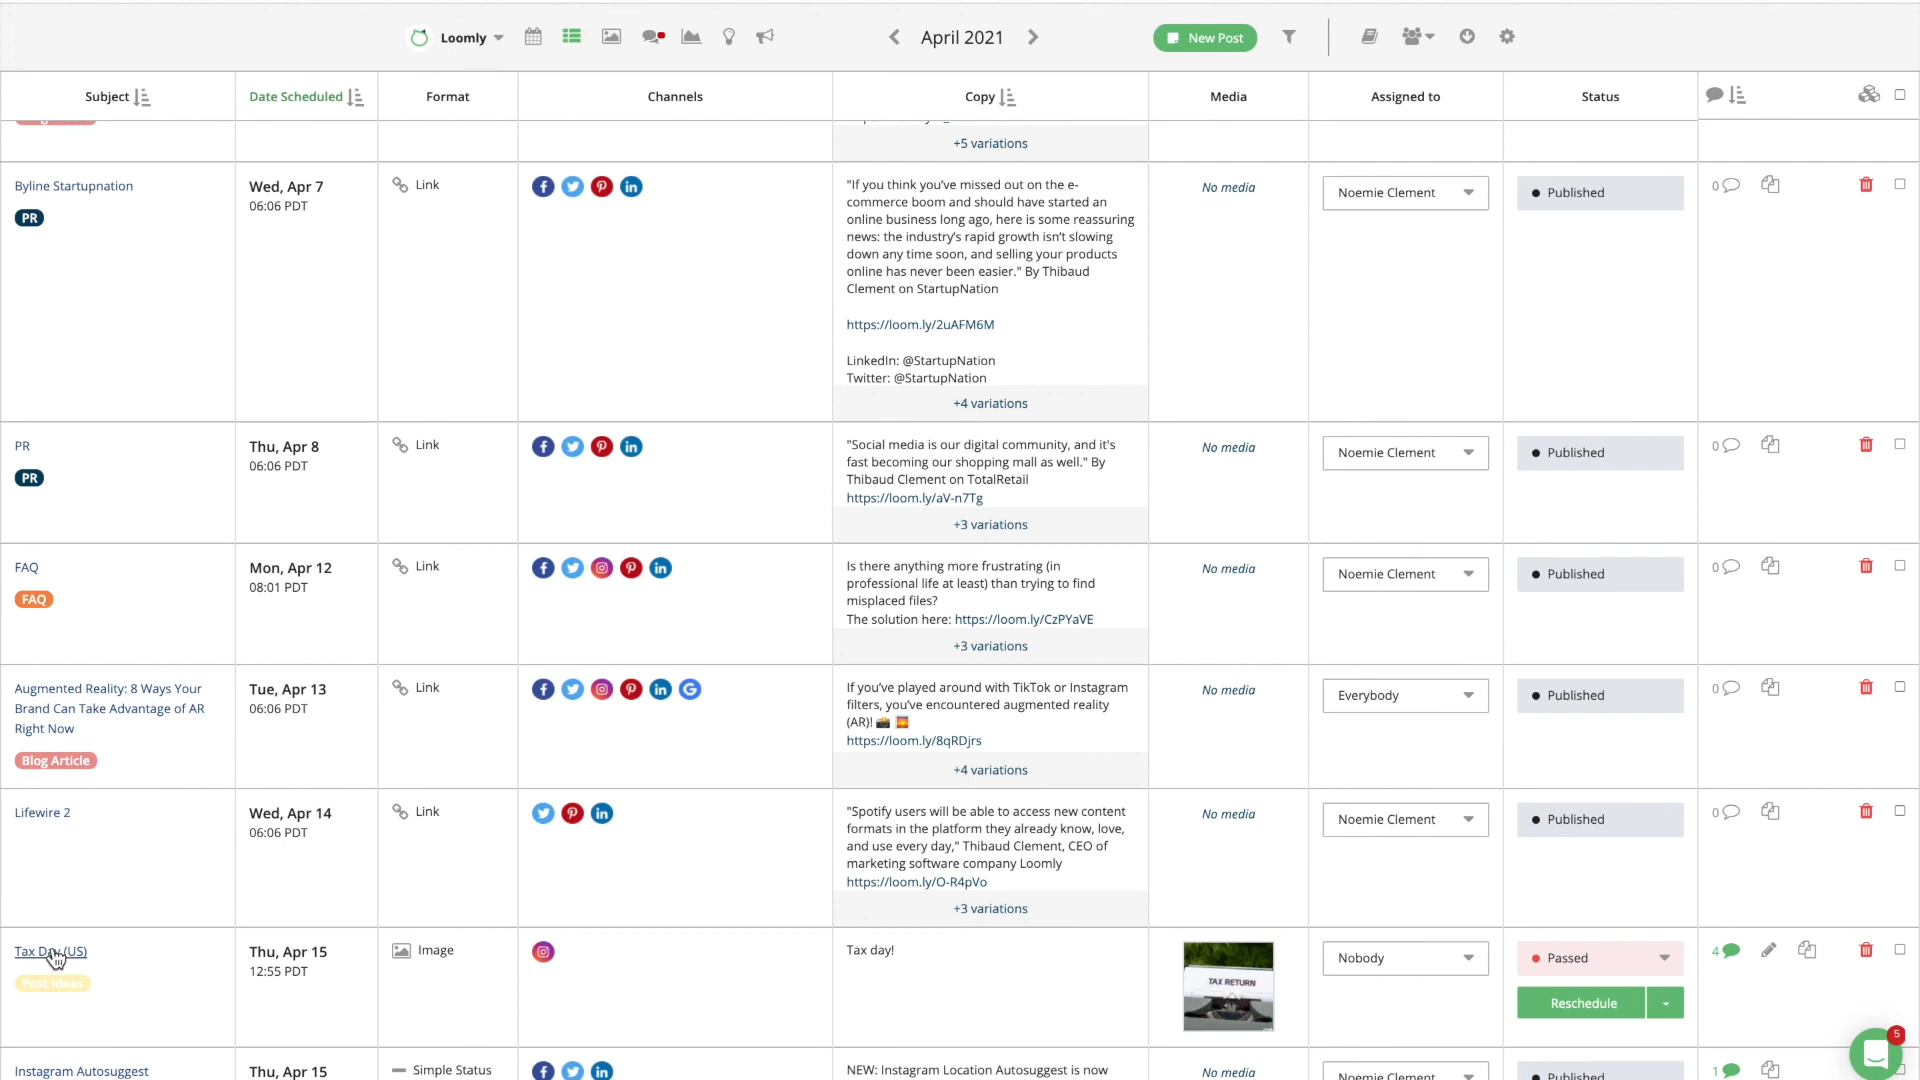 Loomly
April 2021
New Post
Subject
Date Scheduled
Format
Channels
Copy
Media
Assigned to
Status
+5 variations
Byline Startupnation
PR
Wed, Apr 7
06:06 PDT
Link
"If you think you’ve missed out on the e-
commerce boom and should have started an
online business long ago, here is some reassuring
news: the industry’s rapid growth isn’t slowing
down any time soon, and selling your products
online has never been easier." By Thibaud
Clement on StartupNation
https://loom.ly/2uAFM6M
LinkedIn: @StartupNation
Twitter: @StartupNation
+4 variations
No media
Noemie Clement
Published
0
PR
PR
Thu, Apr 8
06:06 PDT
Link
"Social media is our digital community, and it's
fast becoming our shopping mall as well." By
Thibaud Clement on TotalRetail
https://loom.ly/aV-n7Tg
+3 variations
No media
Noemie Clement
Published
0
FAQ
FAQ
Mon, Apr 12
08:01 PDT
Link
Is there anything more frustrating (in
professional life at least) than trying to find
misplaced files?
The solution here: https://loom.ly/CzPYaVE
+3 variations
No media
Noemie Clement
Published
0
Augmented Reality: 8 Ways Your
Brand Can Take Advantage of AR
Right Now
Blog Article
Tue, Apr 13
06:06 PDT
Link
If you’ve played around with TikTok or Instagram
filters, you’ve encountered augmented reality
(AR)! 📸 🌇
https://loom.ly/8qRDjrs
+4 variations
No media
Everybody
Published
0
Lifewire 2
Wed, Apr 14
06:06 PDT
Link
"Spotify users will be able to access new content
formats in the platform they already know, love,
and use every day," Thibaud Clement, CEO of
marketing software company Loomly
https://loom.ly/O-R4pVo
+3 variations
No media
Noemie Clement
Published
0
Tax Day (US)
Post Ideas
Thu, Apr 15
12:55 PDT
Image
Tax day!
TAX RETURN
Nobody
Passed
Reschedule
4
5
Instagram Autosuggest
Thu, Apr 15
Simple Status
NEW: Instagram Location Autosuggest is now
No media
Noemie Clement
Published
1